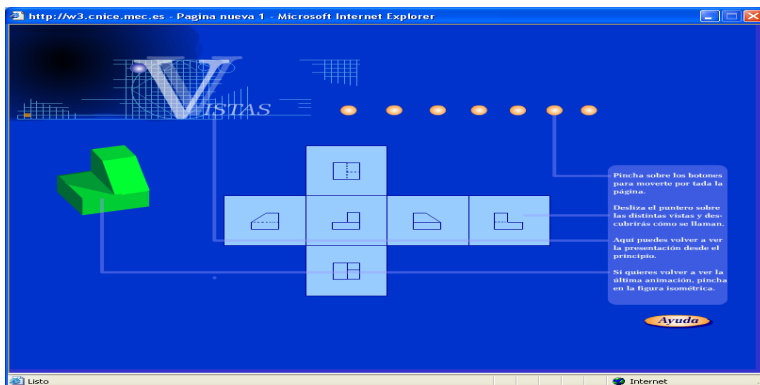 http://w3.cnice.mec.es - Pagina nueva 1 - Microsoft Internet Explorer
VISTAS
Pincha sobre los botones
para moverte por tada la
página.
Desliza el puntero sobre
las distintas vistas y des-
cubrirás cómo se llaman.
Aquí puedes volver a ver
la presentación desde el
principio.
Si quieres volver a ver la
última animación, pincha
en la figura isométrica.
Ayuda
Listo
Internet